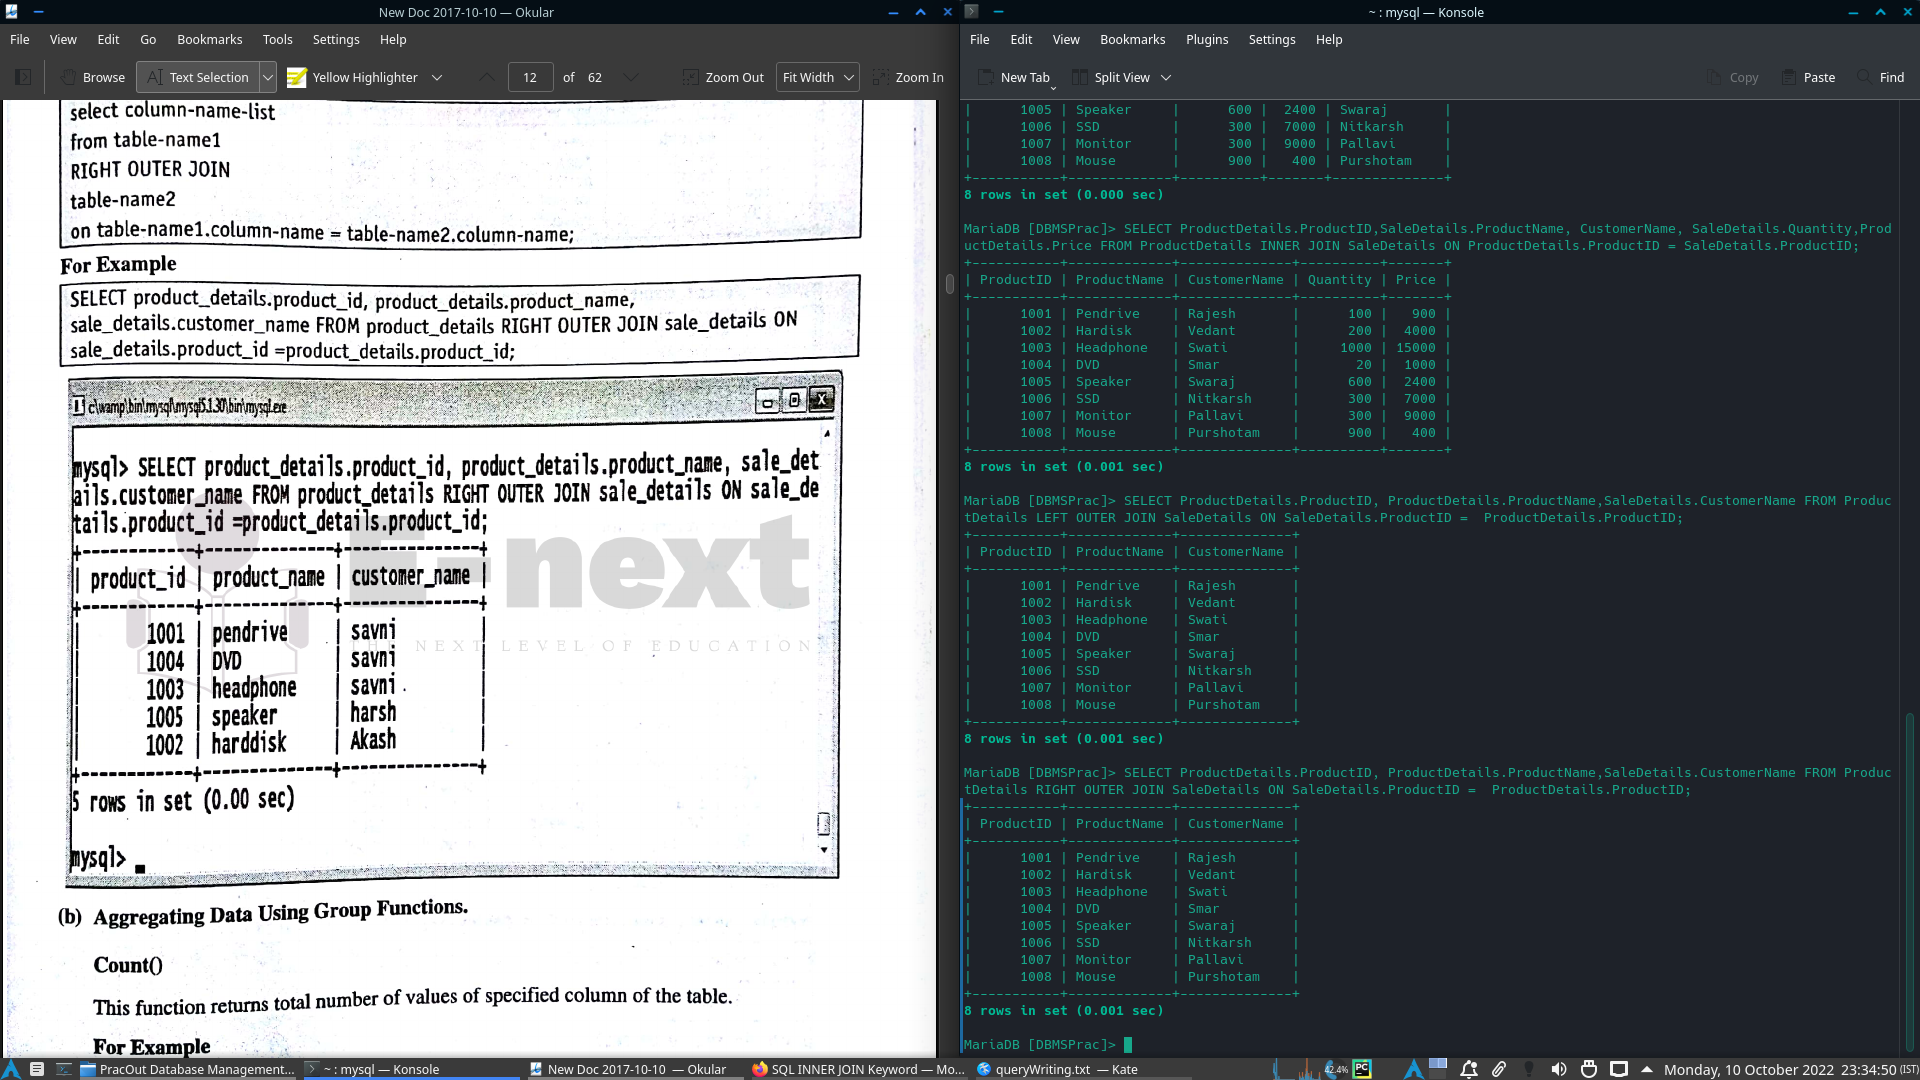 New Doc 2017-10-10 — Okular
File View Edit Go Bookmarks Tools Settings Help
Browse Text Selection Yellow Highlighter 12 of 62 Zoom Out Fit Width Zoom In
select column-name-list
from table-name1
RIGHT OUTER JOIN
table-name2
on table-name1.column-name = table-name2.column-name;
For Example
SELECT product_details.product_id, product_details.product_name,
sale_details.customer_name FROM product_details RIGHT OUTER JOIN sale_details ON
sale_details.product_id =product_details.product_id;
c:\wamp\bin\mysql\mysql5.1.30\bin\mysql.exe
mysql> SELECT product_details.product_id, product_details.product_name, sale_det
ails.customer_name FROM product_details RIGHT OUTER JOIN sale_details ON sale_de
tails.product_id =product_details.product_id;
+-----------+--------------+---------------+
| product_id | product_name | customer_name |
+-----------+--------------+---------------+
| 1001 | pendrive | savni |
| 1004 | DVD | savni |
| 1003 | headphone | savni |
| 1005 | speaker | harsh |
| 1002 | harddisk | Akash |
+-----------+--------------+---------------+
5 rows in set (0.00 sec)
mysql>
E-next
THE NEXT LEVEL OF EDUCATION
(b) Aggregating Data Using Group Functions.
Count()
This function returns total number of values of specified column of the table.
For Example
~ : mysql — Konsole
File Edit View Bookmarks Plugins Settings Help
New Tab Split View Copy Paste Find
| 1005 | Speaker | 600 | 2400 | Swaraj |
| 1006 | SSD | 300 | 7000 | Nitkarsh |
| 1007 | Monitor | 300 | 9000 | Pallavi |
| 1008 | Mouse | 900 | 400 | Purshotam |
+-----------+-------------+----------+-------+--------------+
8 rows in set (0.000 sec)
MariaDB [DBMSPrac]> SELECT ProductDetails.ProductID,SaleDetails.ProductName, CustomerName, SaleDetails.Quantity,Prod
uctDetails.Price FROM ProductDetails INNER JOIN SaleDetails ON ProductDetails.ProductID = SaleDetails.ProductID;
+-----------+-------------+--------------+----------+-------+
| ProductID | ProductName | CustomerName | Quantity | Price |
+-----------+-------------+--------------+----------+-------+
| 1001 | Pendrive | Rajesh | 100 | 900 |
| 1002 | Hardisk | Vedant | 200 | 4000 |
| 1003 | Headphone | Swati | 1000 | 15000 |
| 1004 | DVD | Smar | 20 | 1000 |
| 1005 | Speaker | Swaraj | 600 | 2400 |
| 1006 | SSD | Nitkarsh | 300 | 7000 |
| 1007 | Monitor | Pallavi | 300 | 9000 |
| 1008 | Mouse | Purshotam | 900 | 400 |
+-----------+-------------+--------------+----------+-------+
8 rows in set (0.001 sec)
MariaDB [DBMSPrac]> SELECT ProductDetails.ProductID, ProductDetails.ProductName,SaleDetails.CustomerName FROM Produc
tDetails LEFT OUTER JOIN SaleDetails ON SaleDetails.ProductID =  ProductDetails.ProductID;
+-----------+-------------+--------------+
| ProductID | ProductName | CustomerName |
+-----------+-------------+--------------+
| 1001 | Pendrive | Rajesh |
| 1002 | Hardisk | Vedant |
| 1003 | Headphone | Swati |
| 1004 | DVD | Smar |
| 1005 | Speaker | Swaraj |
| 1006 | SSD | Nitkarsh |
| 1007 | Monitor | Pallavi |
| 1008 | Mouse | Purshotam |
+-----------+-------------+--------------+
8 rows in set (0.001 sec)
MariaDB [DBMSPrac]> SELECT ProductDetails.ProductID, ProductDetails.ProductName,SaleDetails.CustomerName FROM Produc
tDetails RIGHT OUTER JOIN SaleDetails ON SaleDetails.ProductID =  ProductDetails.ProductID;
+-----------+-------------+--------------+
| ProductID | ProductName | CustomerName |
+-----------+-------------+--------------+
| 1001 | Pendrive | Rajesh |
| 1002 | Hardisk | Vedant |
| 1003 | Headphone | Swati |
| 1004 | DVD | Smar |
| 1005 | Speaker | Swaraj |
| 1006 | SSD | Nitkarsh |
| 1007 | Monitor | Pallavi |
| 1008 | Mouse | Purshotam |
+-----------+-------------+--------------+
8 rows in set (0.001 sec)
MariaDB [DBMSPrac]>
PracOut Database Management... ~ : mysql — Konsole New Doc 2017-10-10 — Okular SQL INNER JOIN Keyword — Mo... queryWriting.txt — Kate 42.4% PC Monday, 10 October 2022 23:34:50 (IST)